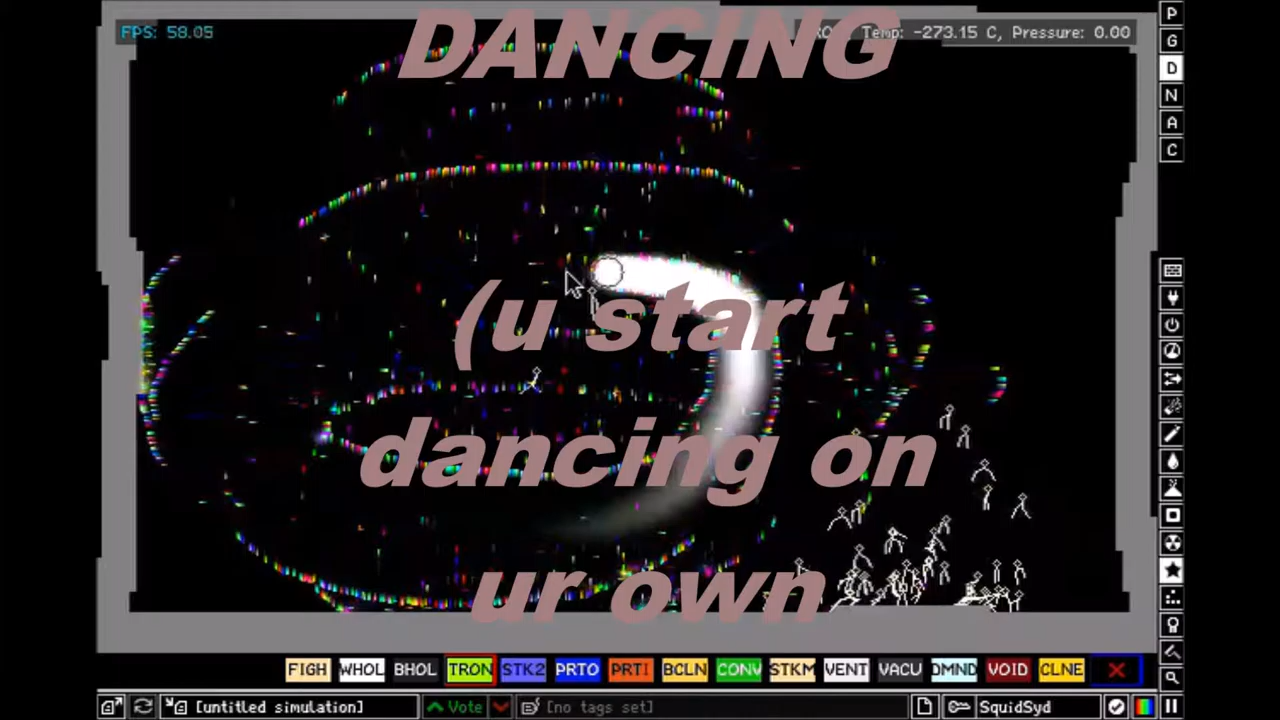 DANCING
FPS: 58.05
Temp: -273.15 C, Pressure: 0.00
P
G
D
N
A
C
(u start
dancing on
ur own
FIGH WHOL BHOL TRON STK2 PRTO PRTI BCLN CONV STKM VENT VACU DMND VOID CLNE
[untitled simulation] Vote [no tags set] SquidSyd